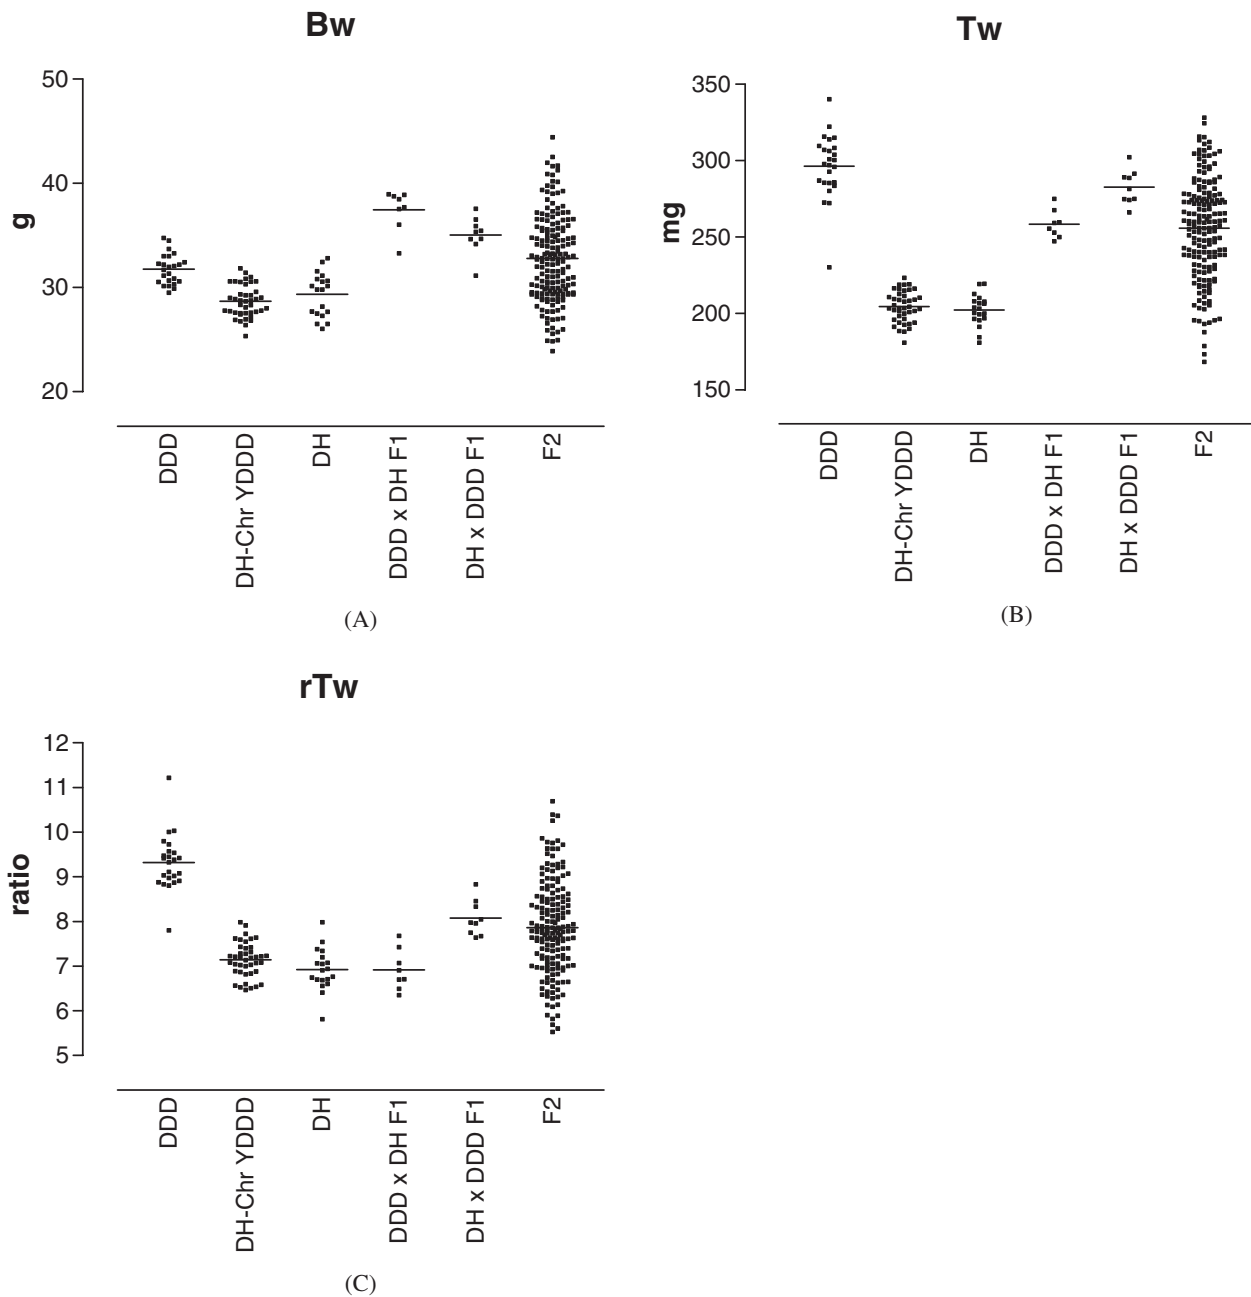 Bw
50
40
30
20
g
DDD
DH-Chr YDDD
DH
DDD x DH F1
DH x DDD F1
F2
(A)
Tw
350
300
250
200
150
mg
DDD
DH-Chr YDDD
DH
DDD x DH F1
DH x DDD F1
F2
(B)
rTw
12
11
10
9
8
7
6
5
ratio
DDD
DH-Chr YDDD
DH
DDD x DH F1
DH x DDD F1
F2
(C)